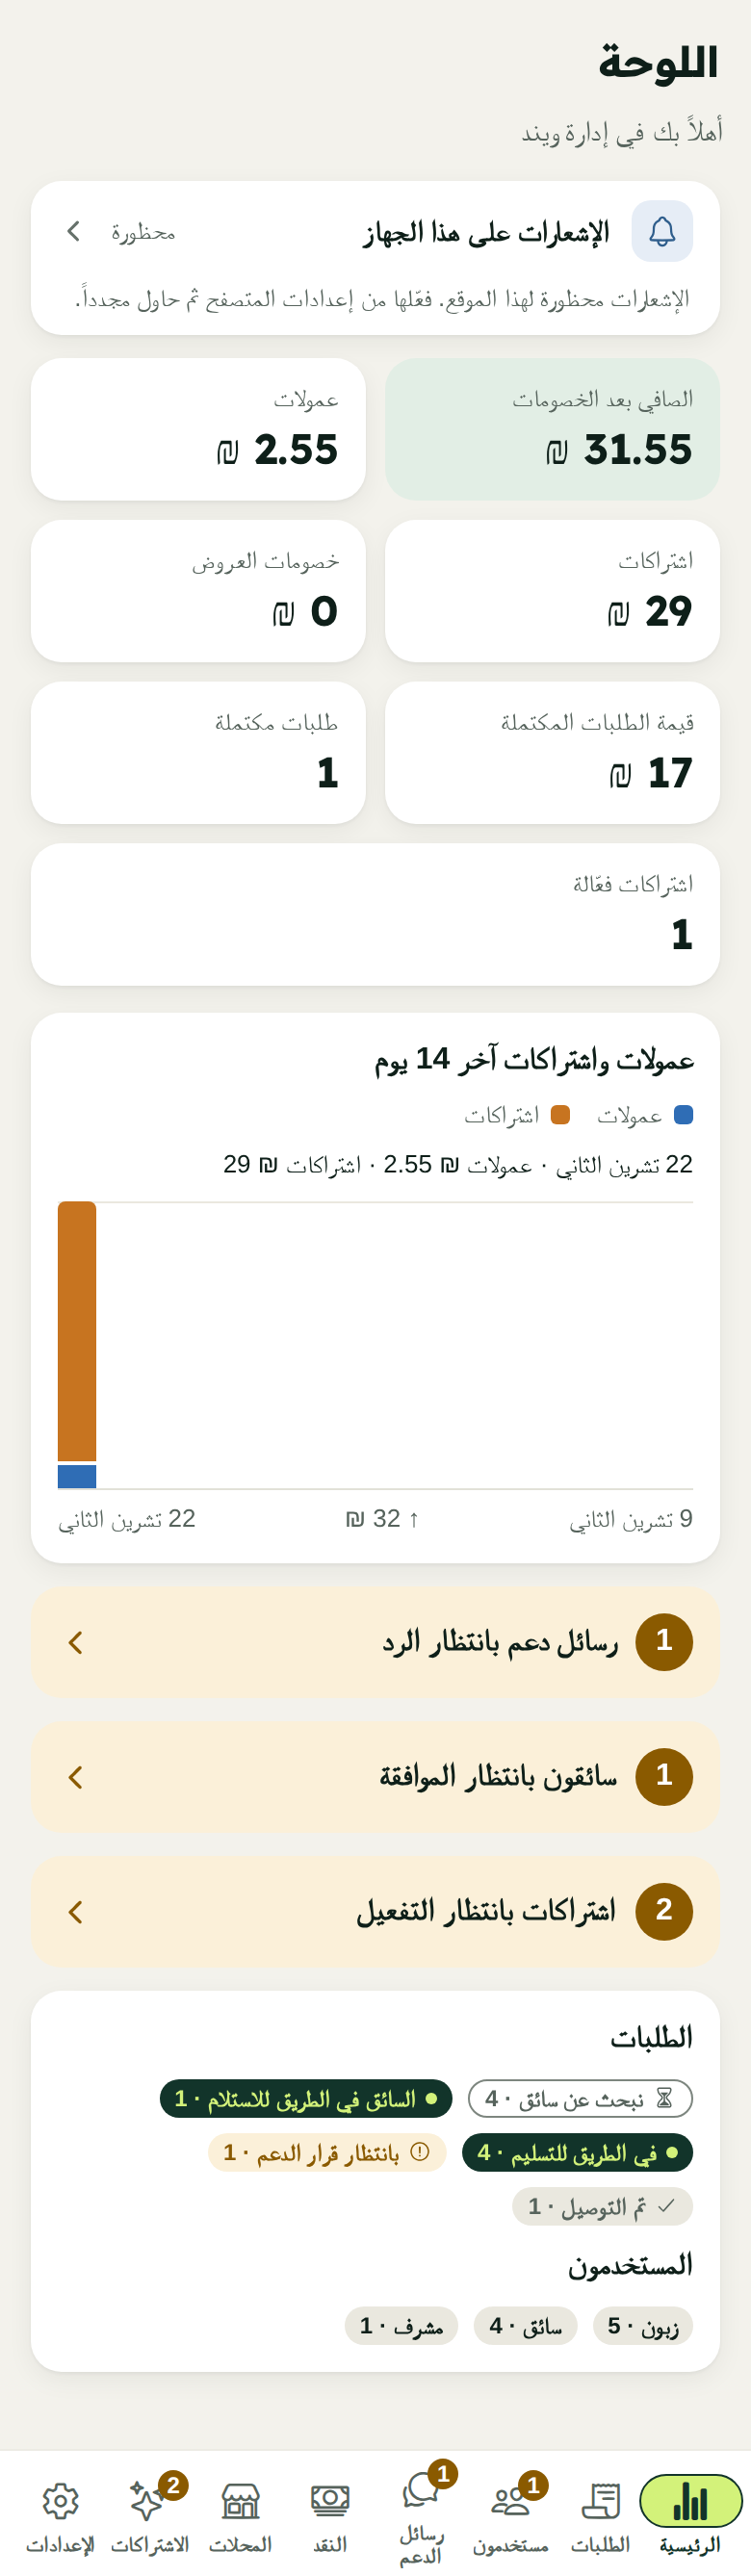 اللوحة
أهلاً بك في إدارة ويند
الإشعارات على هذا الجهاز
محظورة
الإشعارات محظورة لهذا الموقع. فعّلها من إعدادات المتصفح ثم حاول مجدداً.
الصافي بعد الخصومات
31.55 ₪
عمولات
2.55 ₪
اشتراكات
29 ₪
خصومات العروض
0 ₪
قيمة الطلبات المكتملة
17 ₪
طلبات مكتملة
1
اشتراكات فعّالة
1
عمولات واشتراكات آخر 14 يوم
عمولات
اشتراكات
22 تشرين الثاني · عمولات ₪ 2.55 · اشتراكات ₪ 29
9 تشرين الثاني
↑ 32 ₪
22 تشرين الثاني
1 رسائل دعم بانتظار الرد
1 سائقون بانتظار الموافقة
2 اشتراكات بانتظار التفعيل
الطلبات
نبحث عن سائق · 4
السائق في الطريق للاستلام · 1
في الطريق للتسليم · 4
بانتظار قرار الدعم · 1
تم التوصيل · 1
المستخدمون
زبون · 5
سائق · 4
مشرف · 1
الرئيسية
الطلبات
1
مستخدمون
1
رسائل
الدعم
النقد
المحلات
2
الاشتراكات
الإعدادات